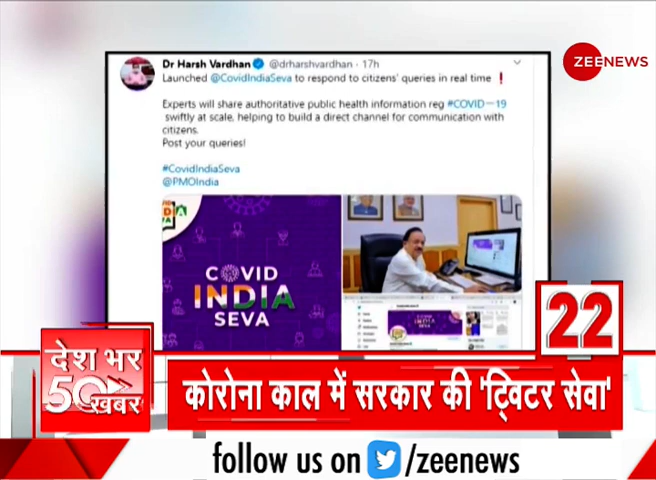 ZEENEWS
Dr Harsh Vardhan @drharshvardhan · 17h
Launched @CovidIndiaSeva to respond to citizens' queries in real time❗
Experts will share authoritative public health information reg #COVID—19
swiftly at scale, helping to build a direct channel for communication with
citizens.
Post your queries!
#CovidIndiaSeva
@PMOIndia
COVID
INDIA
SEVA
22
देश भर
50 खबर
कोरोना काल में सरकार की 'ट्विटर सेवा'
follow us on /zeenews